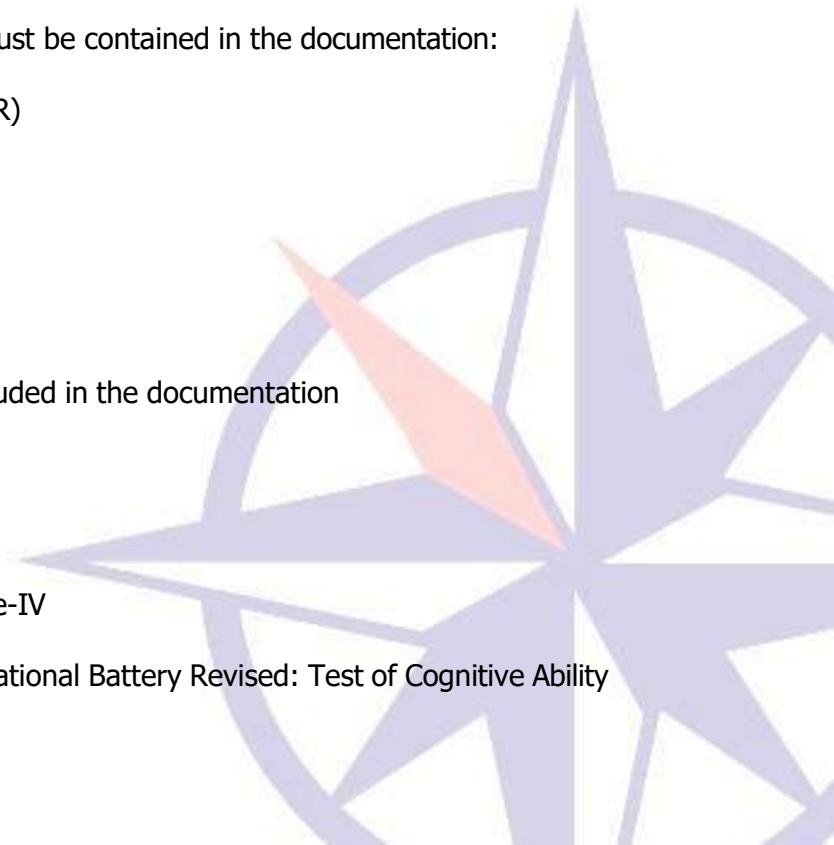 ust be contained in the documentation:
R)
uded in the documentation
e-IV
ational Battery Revised: Test of Cognitive Ability